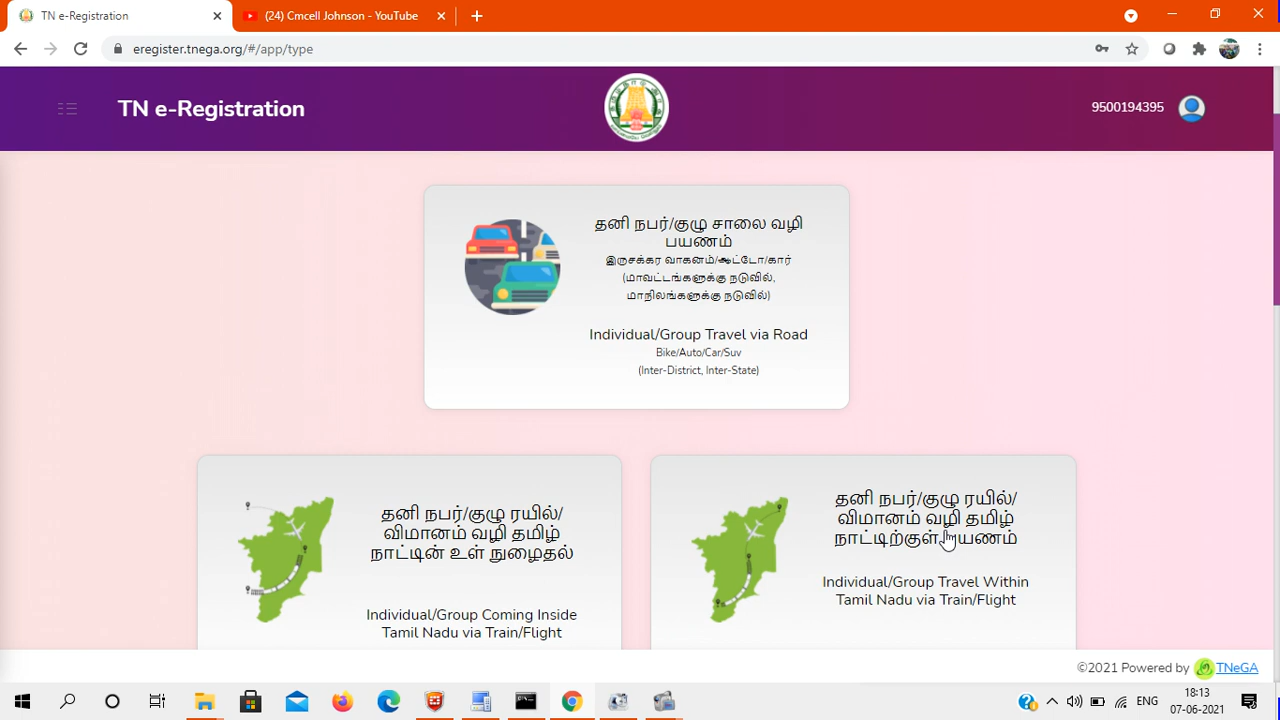 TN e-Registration
(24) Cmcell Johnson - YouTube
eregister.tnega.org/#/app/type
TN e-Registration
9500194395
தனி நபர்/குழு சாலை வழி
பயணம்
இருசக்கர வாகனம்/ஆட்டோ/கார்
(மாவட்டங்களுக்கு நடுவில்,
மாநிலங்களுக்கு நடுவில்)
Individual/Group Travel via Road
Bike/Auto/Car/Suv
(Inter-District, Inter-State)
தனி நபர்/குழு ரயில்/
விமானம் வழி தமிழ்
நாட்டின் உள் நுழைதல்
Individual/Group Coming Inside
Tamil Nadu via Train/Flight
தனி நபர்/குழு ரயில்/
விமானம் வழி தமிழ்
நாட்டிற்குள் பயணம்
Individual/Group Travel Within
Tamil Nadu via Train/Flight
©2021 Powered by TNeGA
ENG
18:13
07-06-2021